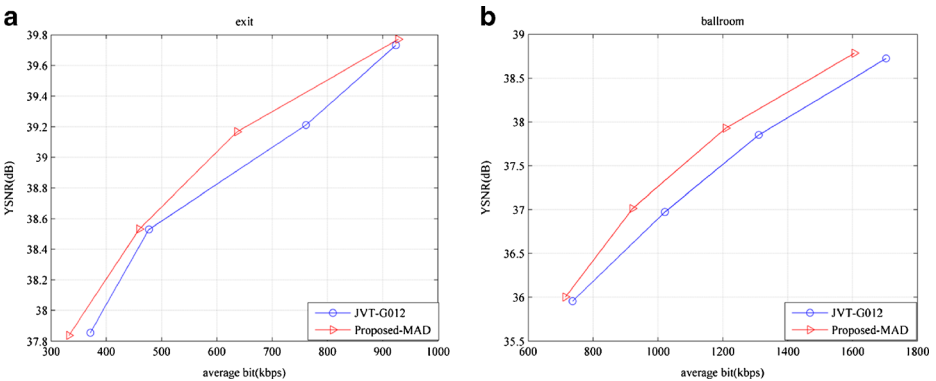 a
exit
39.8
39.6
39.4
39.2
39
38.8
38.6
38.4
38.2
38
37.8
YSNR(dB)
300 400 500 600 700 800 900 1000
average bit(kbps)
JVT-G012
Proposed-MAD
b
ballroom
39
38.5
38
37.5
37
36.5
36
35.5
YSNR(dB)
600 800 1000 1200 1400 1600 1800
average bit(kbps)
JVT-G012
Proposed-MAD